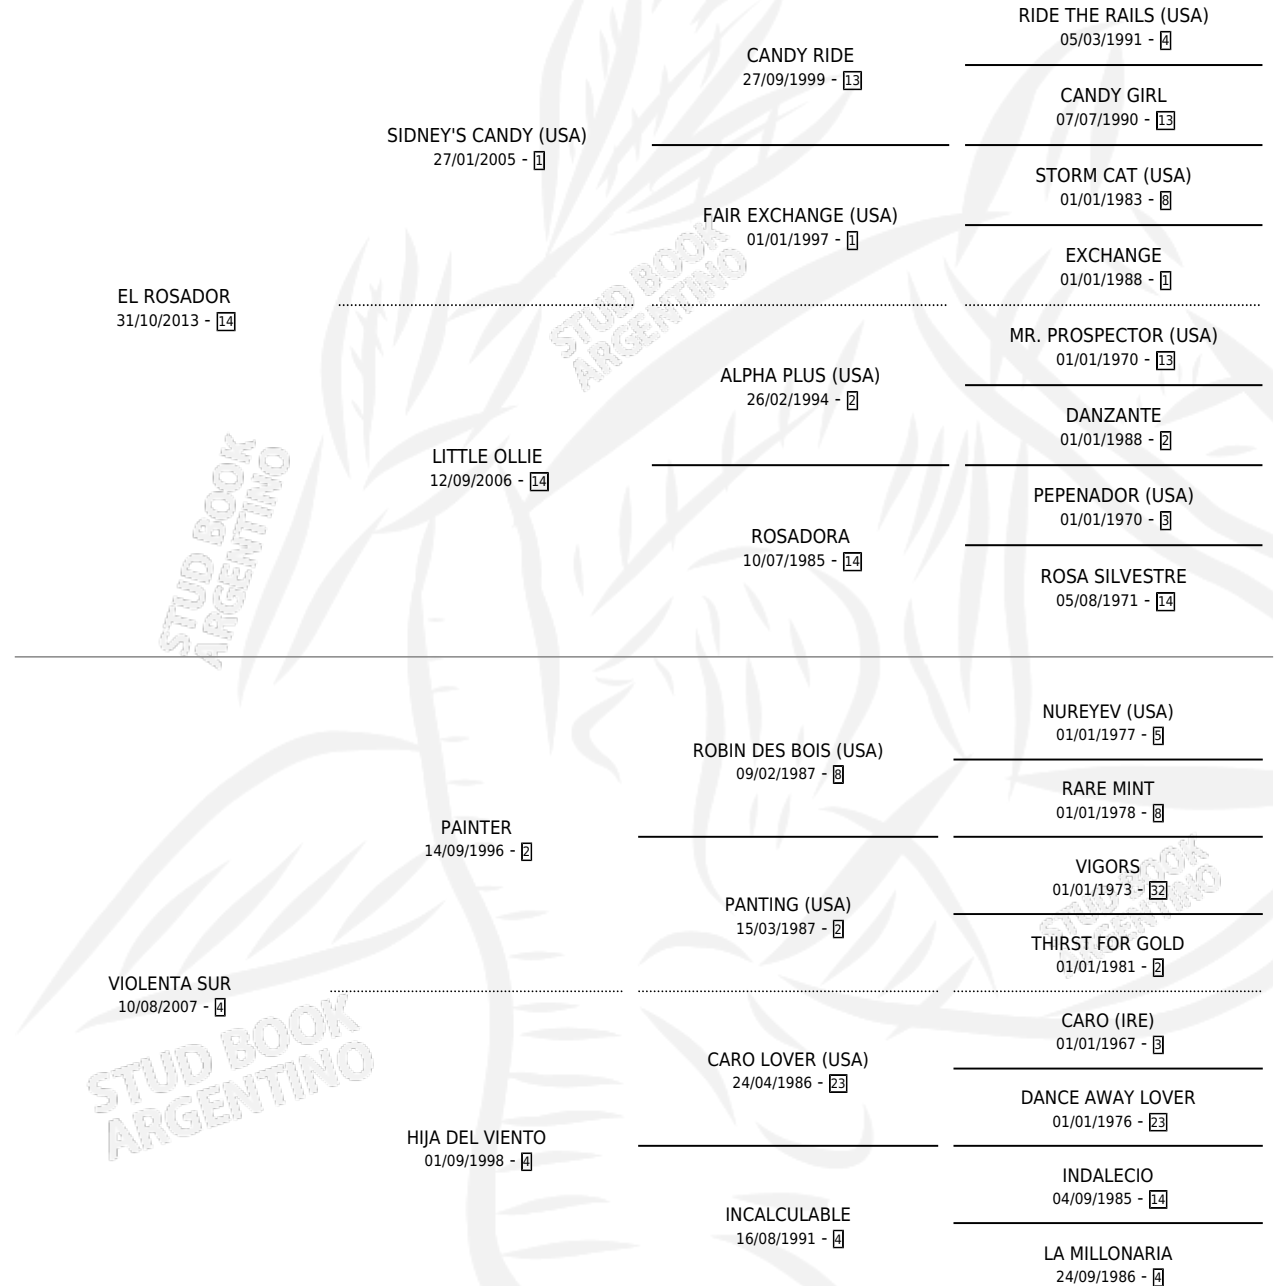 RIDE THE RAILS (USA)
05/03/1991 - 4
CANDY RIDE
27/09/1999 - 13
CANDY GIRL
07/07/1990 - 13
SIDNEY'S CANDY (USA)
27/01/2005 - 1
STORM CAT (USA)
01/01/1983 - 8
FAIR EXCHANGE (USA)
01/01/1997 - 1
EXCHANGE
01/01/1988 - 1
EL ROSADOR
31/10/2013 - 14
MR. PROSPECTOR (USA)
01/01/1970 - 13
ALPHA PLUS (USA)
26/02/1994 - 2
DANZANTE
01/01/1988 - 2
LITTLE OLLIE
12/09/2006 - 14
PEPENADOR (USA)
01/01/1970 - 3
ROSADORA
10/07/1985 - 14
ROSA SILVESTRE
05/08/1971 - 14
NUREYEV (USA)
01/01/1977 - 5
ROBIN DES BOIS (USA)
09/02/1987 - 8
RARE MINT
01/01/1978 - 8
PAINTER
14/09/1996 - 2
VIGORS
01/01/1973 - 32
PANTING (USA)
15/03/1987 - 2
THIRST FOR GOLD
01/01/1981 - 2
VIOLENTA SUR
10/08/2007 - 4
CARO (IRE)
01/01/1967 - 3
CARO LOVER (USA)
24/04/1986 - 23
DANCE AWAY LOVER
01/01/1976 - 23
HIJA DEL VIENTO
01/09/1998 - 4
INDALECIO
04/09/1985 - 14
INCALCULABLE
16/08/1991 - 4
LA MILLONARIA
24/09/1986 - 4
STUD BOOK
ARGENTINO
STUD BOOK
ARGENTINO
STUD BOOK
ARGENTINO
STUD BOOK
ARGENTINO